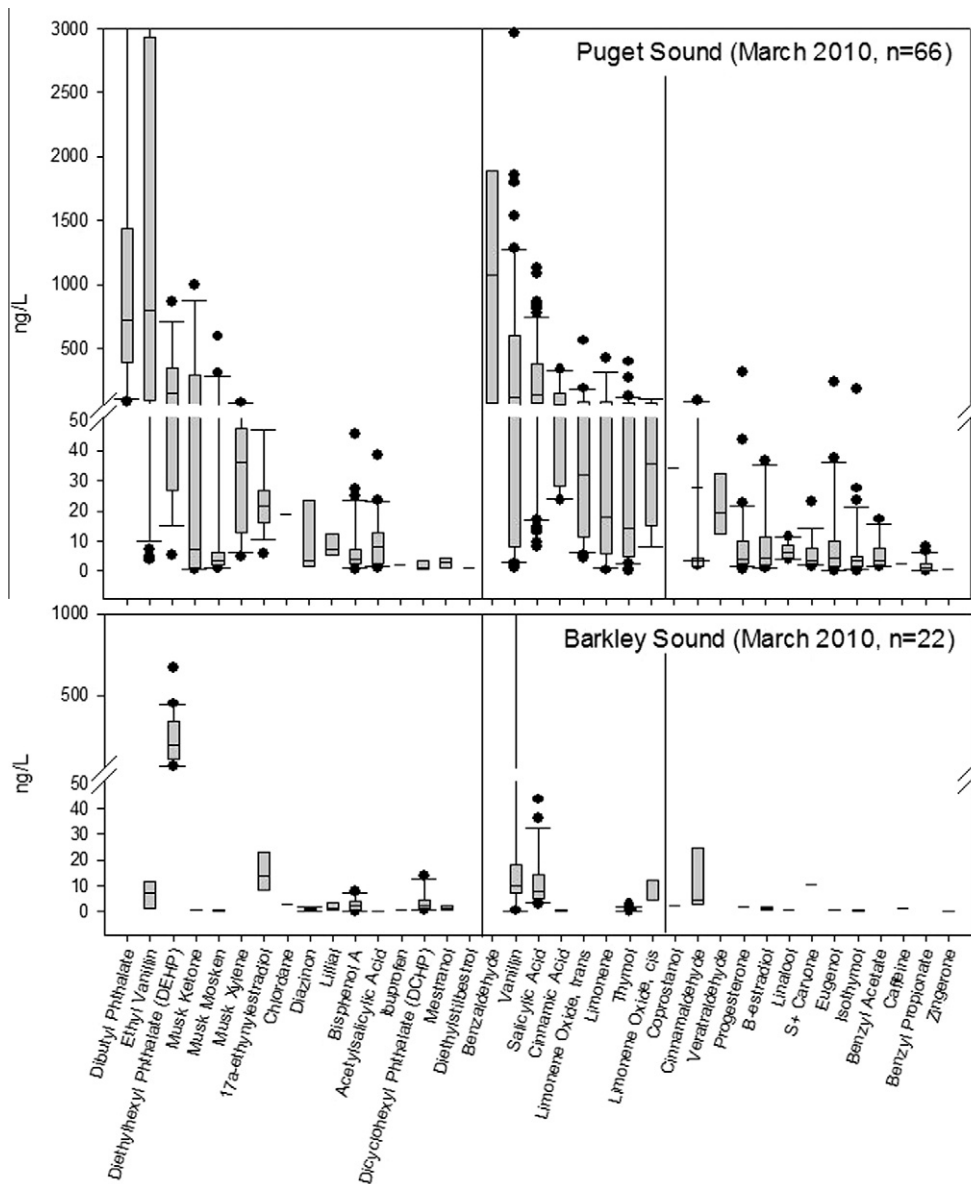 Puget Sound (March 2010, n=66)
3000
2500
2000
1500
1000
500
50
40
30
20
10
0
ng/L
Barkley Sound (March 2010, n=22)
1000
500
50
40
30
20
10
0
ng/L
Dibutyl Phthalate
Ethyl Vanillin
Diethylhexyl Phthalate (DEHP)
Musk Ketone
Musk Mosken
Musk Xylene
17a-ethynylestradiol
Chlordane
Diazinon
Lillial
Bisphenol A
Acetylsalicylic Acid
Ibuprofen
Dicyclohexyl Phthalate (DCHP)
Mestranol
Diethylstilbestrol
Benzaldehyde
Vanillin
Salicylic Acid
Cinnamic Acid
Limonene Oxide, trans
Limonene
Thymol
Limonene Oxide, cis
Coprostanol
Cinnamaldehyde
Veratraldehyde
Progesterone
B-estradiol
Linalool
S+ Carvone
Eugenol
Isothymol
Benzyl Acetate
Caffeine
Benzyl Propionate
Zingerone